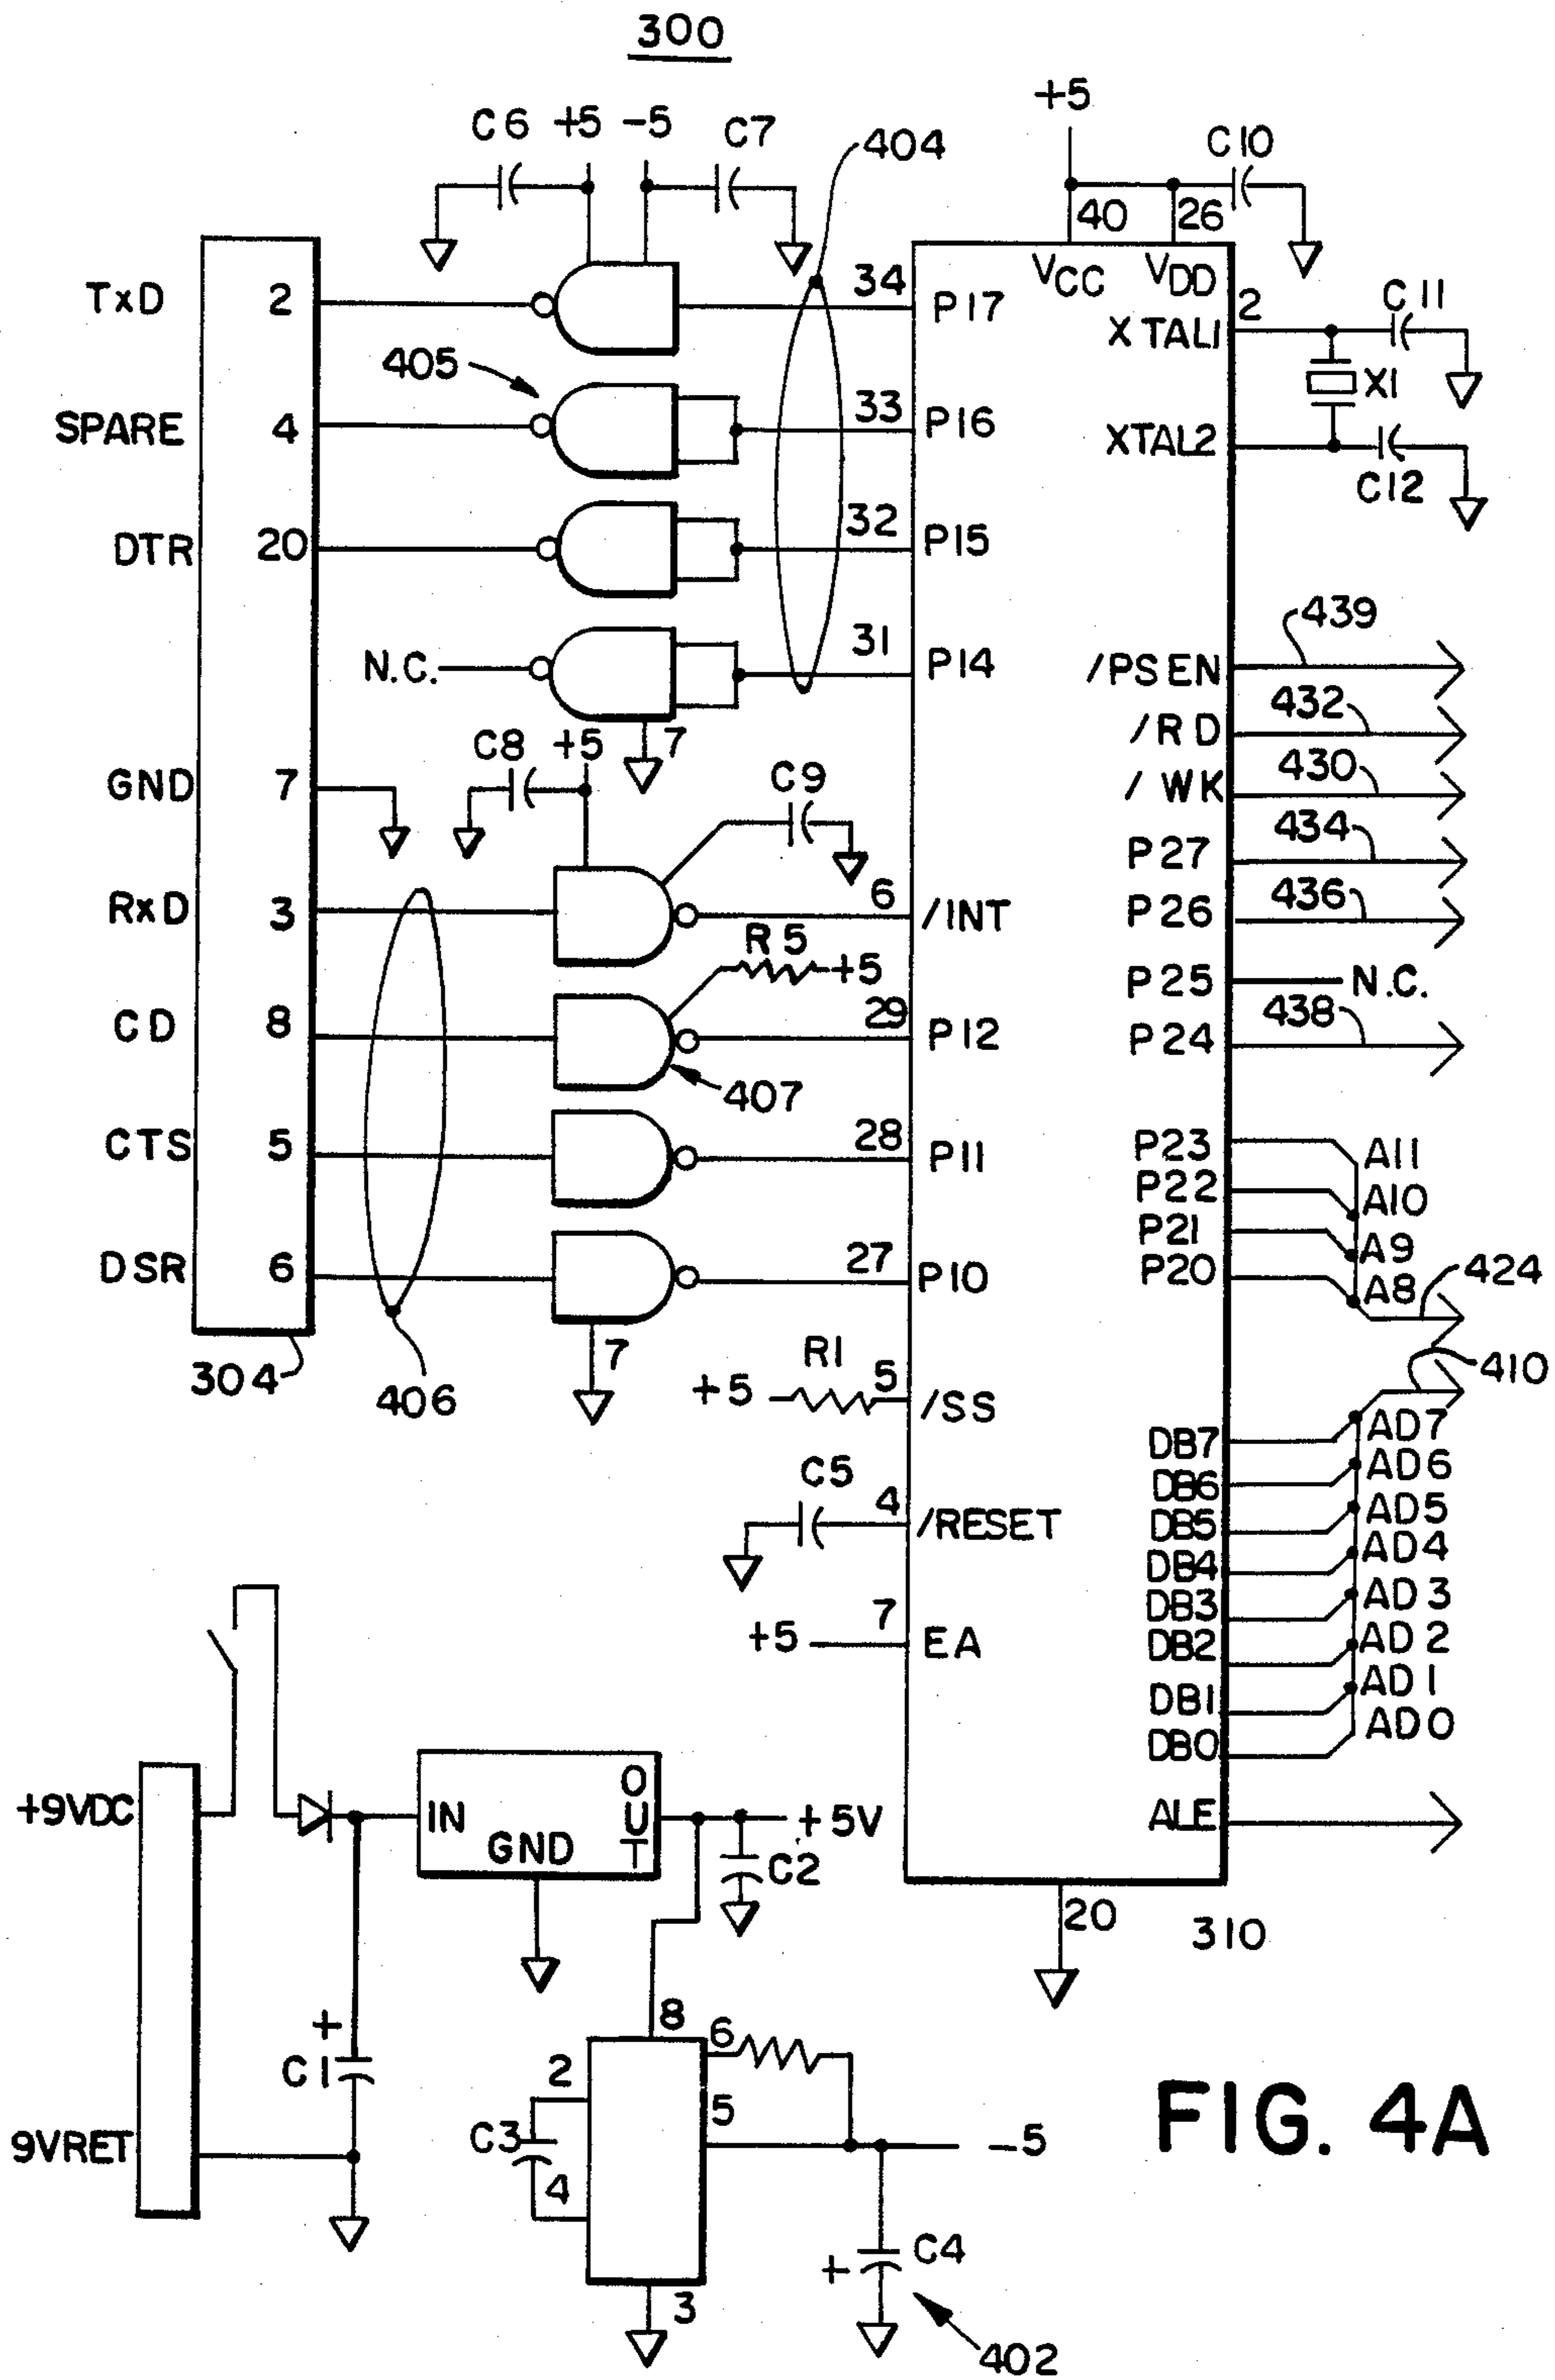 300
C6 +5 -5 C7
404
+5
C10
40 26
VCC VDD
TxD 2
34 P17
XTAL1 2
C11
405
X1
SPARE 4
33 P16
XTAL2
C12
DTR 20
32 P15
N.C.
31 P14
7
/PSEN 439
/RD 432
/WK 430
C8 +5
GND 7
C9
P27 434
RxD 3
6 /INT
P26 436
R5 +5
P25 N.C.
CD 8
29 P12
P24 438
407
CTS 5
28 P11
P23 A11
P22 A10
P21 A9
P20 A8
424
DSR 6
27 P10
7
304
406
R1
+5 5 /SS
410
DB7 AD7
DB6 AD6
DB5 AD5
DB4 AD4
DB3 AD3
DB2 AD2
DB1 AD1
DB0 AD0
C5
4 /RESET
+5 7 EA
ALE
+9VDC
IN GND OUT
+5V
C2
20
310
+
C1
9VRET
8
2 6
C3 5
4
-5
3
+ C4
402
FIG. 4A